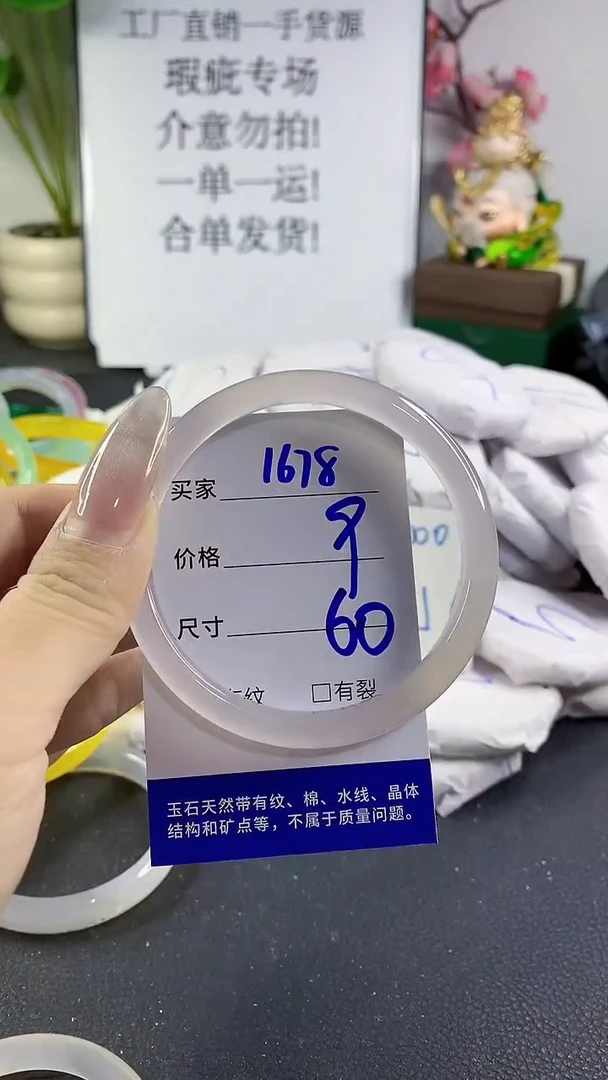 工厂直销一手货源
瑕疵专场
介意勿拍!
一单一运!
合单发货!
买家 1678
价格
尺寸 60
纹 □有裂
玉石天然带有纹、棉、水线、晶体
结构和矿点等，不属于质量问题。